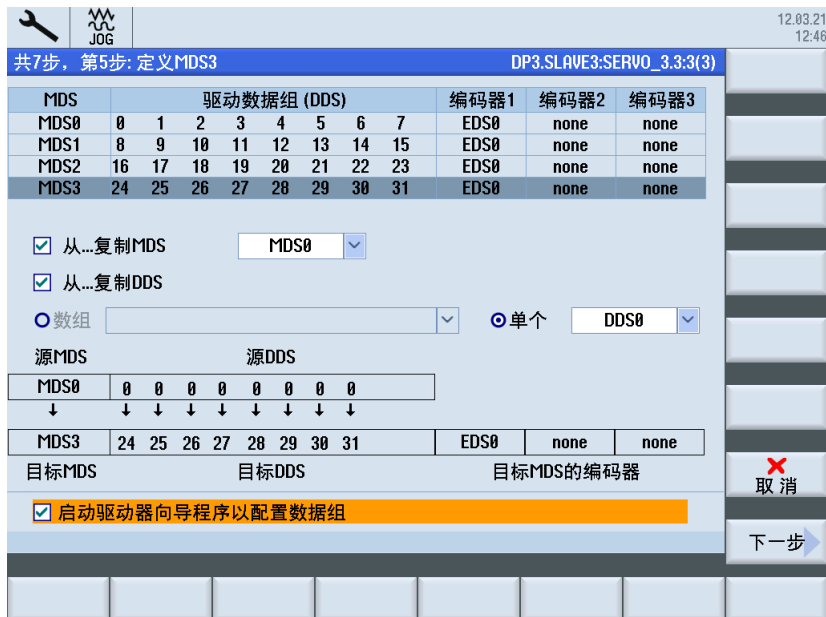 12.03.21
JOG
12:46
共7步，第5步: 定义MDS3 DP3.SLAVE3:SERVO_3.3:3(3)
MDS 驱动数据组 (DDS) 编码器1 编码器2 编码器3
MDS0 0 1 2 3 4 5 6 7 EDS0 none none
MDS1 8 9 10 11 12 13 14 15 EDS0 none none
MDS2 16 17 18 19 20 21 22 23 EDS0 none none
MDS3 24 25 26 27 28 29 30 31 EDS0 none none
从...复制MDS MDS0
从...复制DDS
数组 单个 DDS0
源MDS 源DDS
MDS0 0 0 0 0 0 0 0 0
↓ ↓ ↓ ↓ ↓ ↓ ↓ ↓ ↓
MDS3 24 25 26 27 28 29 30 31 EDS0 none none
目标MDS 目标DDS 目标MDS的编码器
取 消
启动驱动器向导程序以配置数据组
下一步